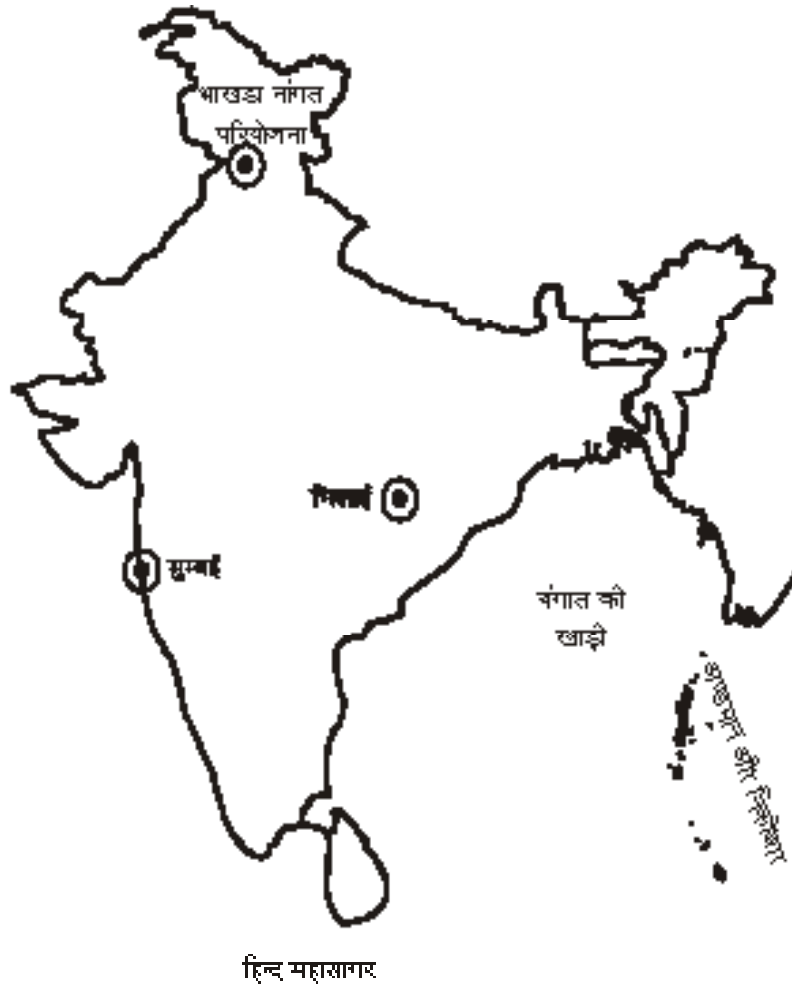 भाखडा नांगल
परियोजना
भिलाई
मुम्बई
बंगाल की
खाड़ी
अण्डमान और निकोबार
हिन्द महासागर